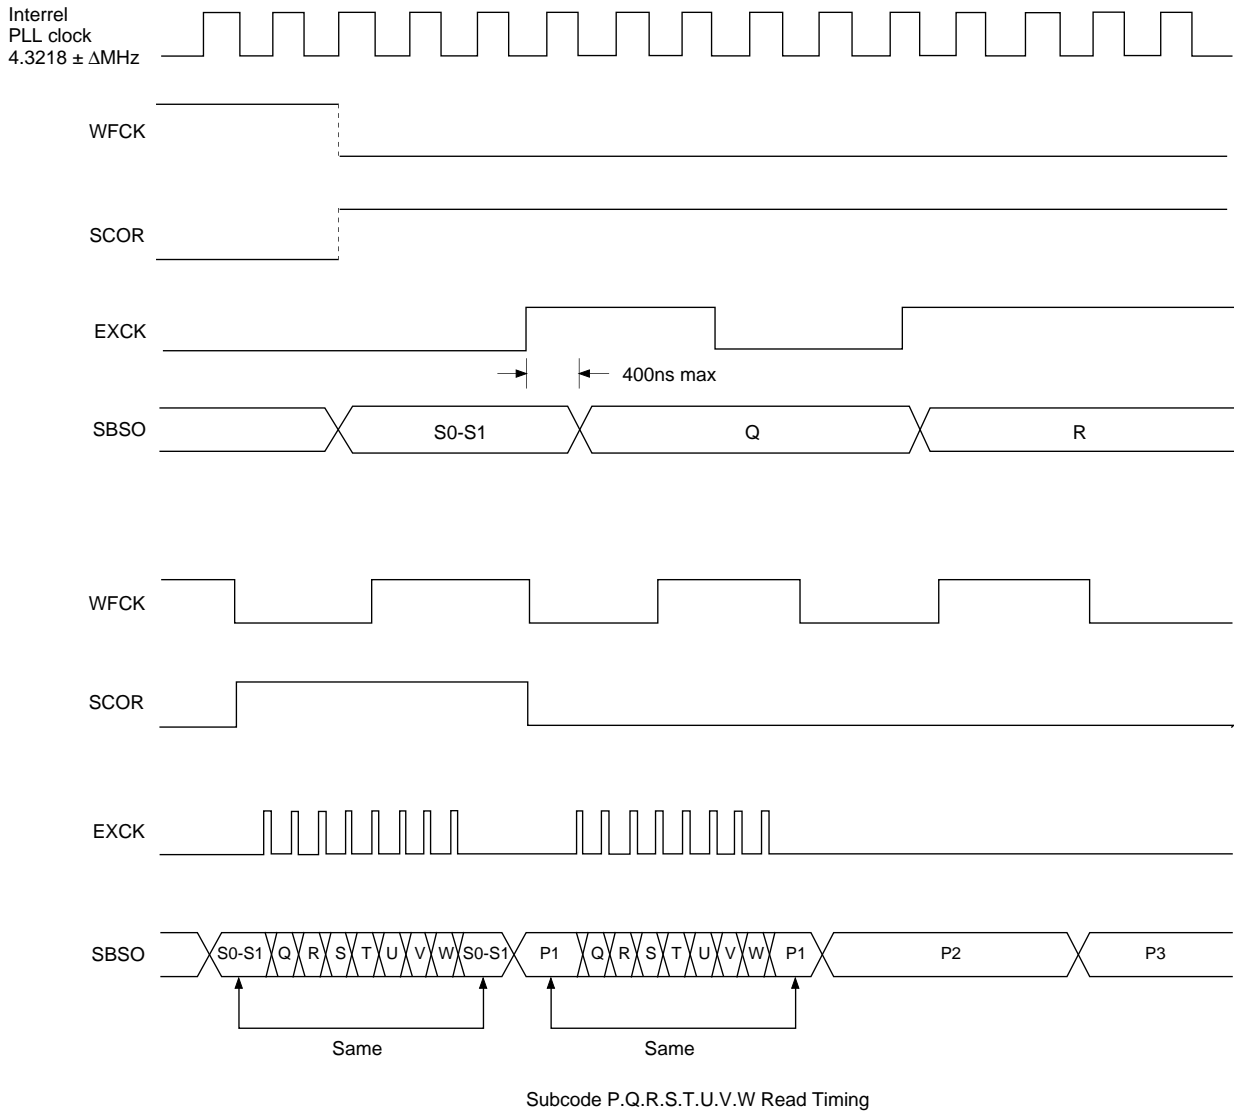 Interrel
PLL clock
4.3218 ± ΔMHz
WFCK
SCOR
EXCK
400ns max
SBSO
S0-S1
Q
R
WFCK
SCOR
EXCK
SBSO
S0-S1 Q R S T U V W S0-S1 P1 Q R S T U V W P1 P2 P3
Same
Same
Subcode P.Q.R.S.T.U.V.W Read Timing